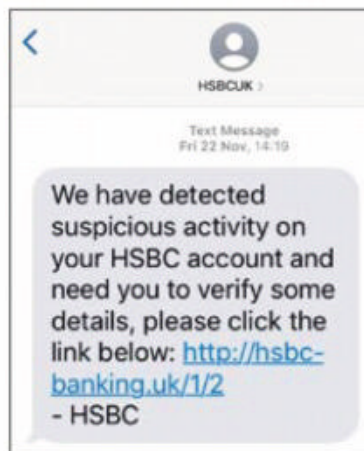 HSBCUK >
Text Message
Fri 22 Nov, 14:19
We have detected
suspicious activity on
your HSBC account and
need you to verify some
details, please click the
link below: http://hsbc-
banking.uk/1/2
- HSBC